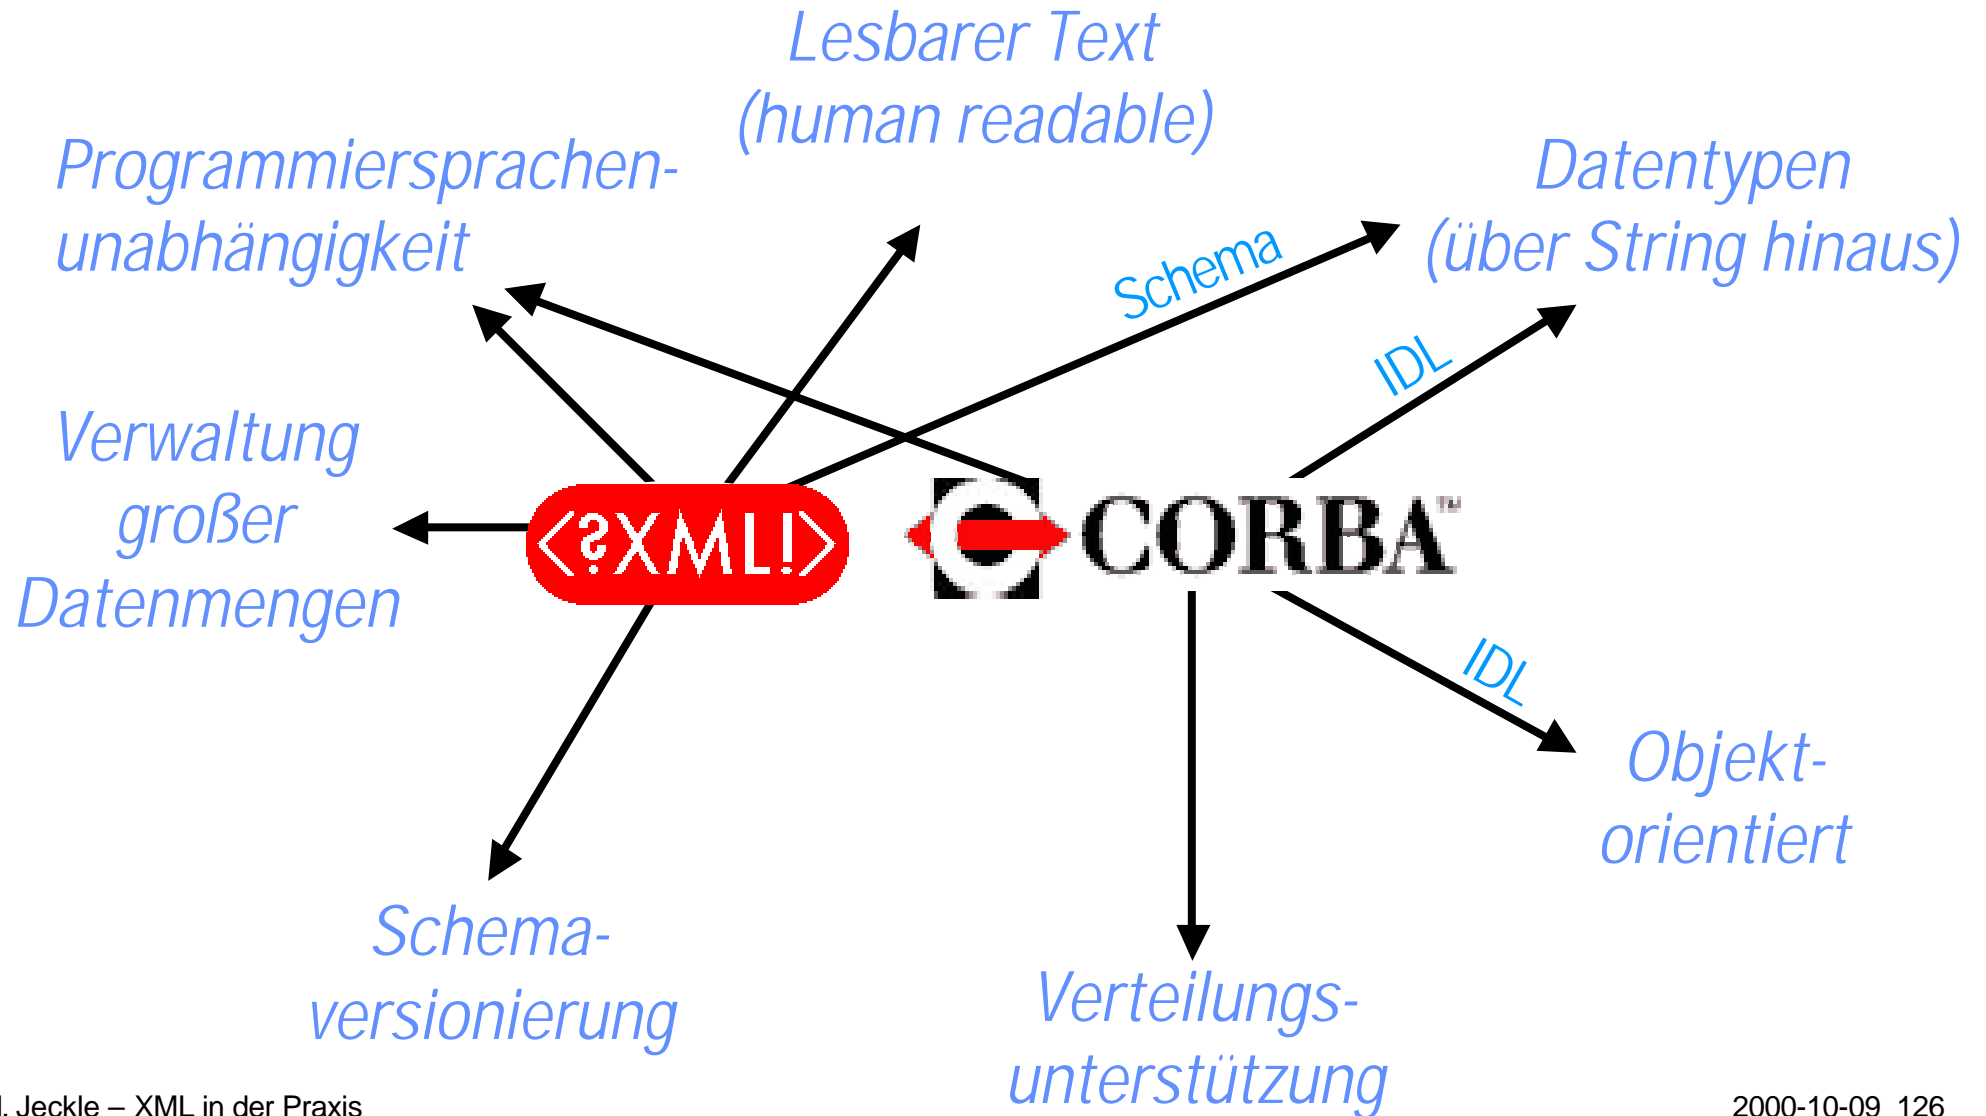 Lesbarer Text
(human readable)
Programmiersprachen-
unabhängigkeit
Datentypen
(über String hinaus)
Schema
IDL
Verwaltung
großer
Datenmengen
<?XML!>
CORBA™
IDL
Objekt-
orientiert
Schema-
versionierung
Verteilungs-
unterstützung
. Jeckle – XML in der Praxis
2000-10-09 126